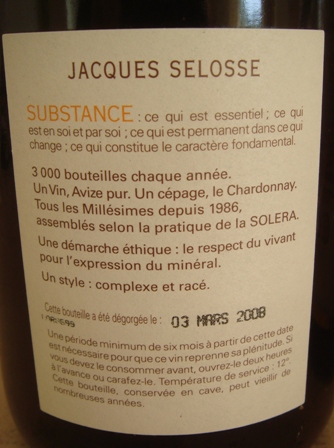 JACQUES SELOSSE
SUBSTANCE : ce qui est essentiel ; ce qui
est en soi et par soi ; ce qui est permanent dans ce qui
change ; ce qui constitue le caractère fondamental.
3 000 bouteilles chaque année.
Un Vin, Avize pur. Un cépage, le Chardonnay.
Tous les Millésimes depuis 1986,
assemblés selon la pratique de la SOLERA.
Une démarche éthique : le respect du vivant
pour l'expression du minéral.
Un style : complexe et racé.
Cette bouteille a été dégorgée le : 03 MARS 2008
Une période minimum de six mois à partir de cette date
est nécessaire pour que ce vin reprenne sa plénitude. Si
vous devez le consommer avant, ouvrez-le deux heures
à l'avance ou carafez-le. Température de service : 12°.
Cette bouteille, conservée en cave, peut vieillir de
nombreuses années.